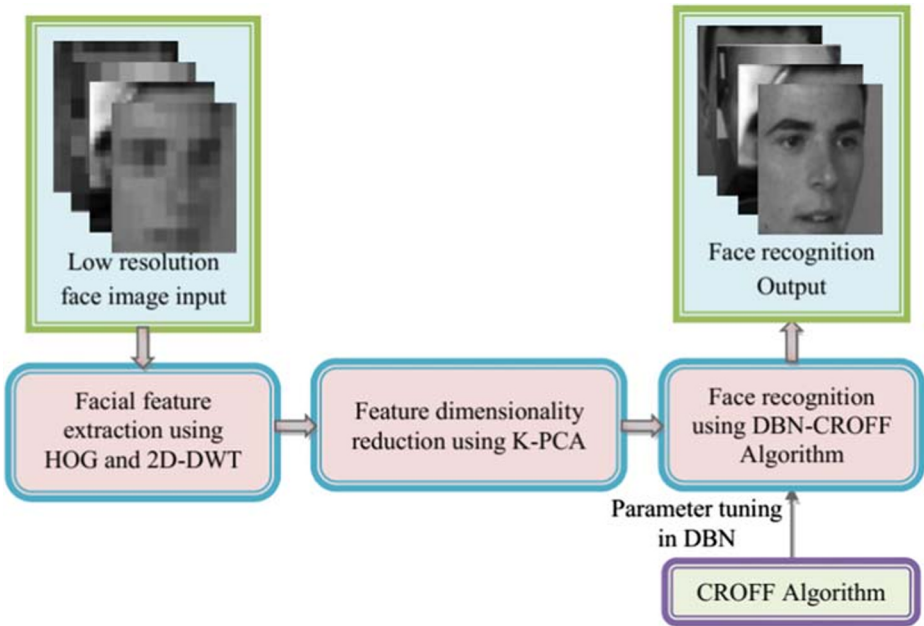 Low resolution
face image input
Face recognition
Output
Facial feature
extraction using
HOG and 2D-DWT
Feature dimensionality
reduction using K-PCA
Face recognition
using DBN-CROFF
Algorithm
Parameter tuning
in DBN
CROFF Algorithm